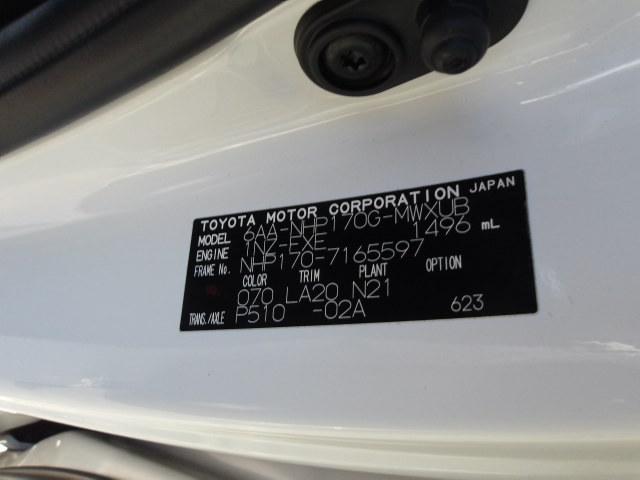 TOYOTA MOTOR CORPORATION JAPAN
MODEL 6AA-NHP170G-MWXUB
ENGINE 1NZ-EXE 1496 mL
FRAME No. NHP170-7165597
COLOR TRIM PLANT OPTION
070 LA20 N21
TRANS./AXLE P510 -02A 623